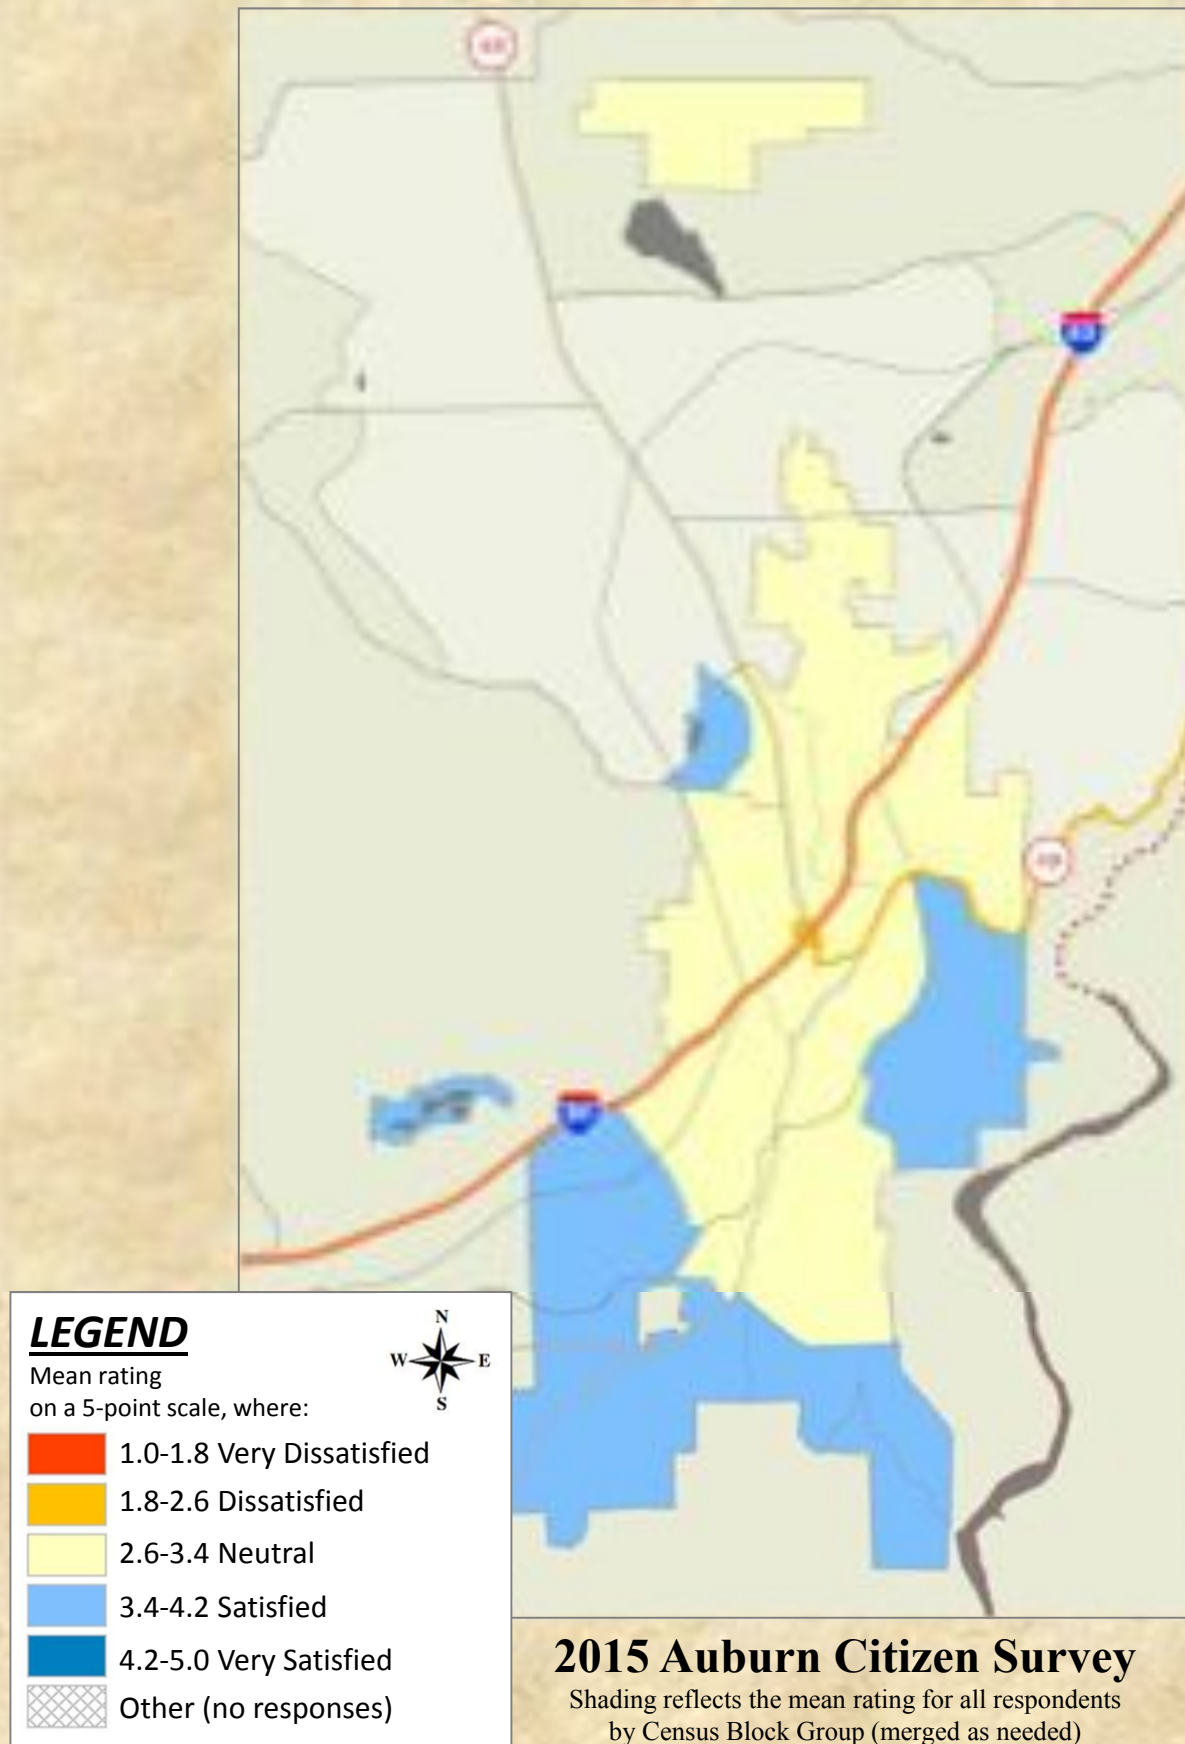 LEGEND
Mean rating
on a 5-point scale, where:
N
W
E
S
1.0-1.8 Very Dissatisfied
1.8-2.6 Dissatisfied
2.6-3.4 Neutral
3.4-4.2 Satisfied
4.2-5.0 Very Satisfied
Other (no responses)
2015 Auburn Citizen Survey
Shading reflects the mean rating for all respondents
by Census Block Group (merged as needed)